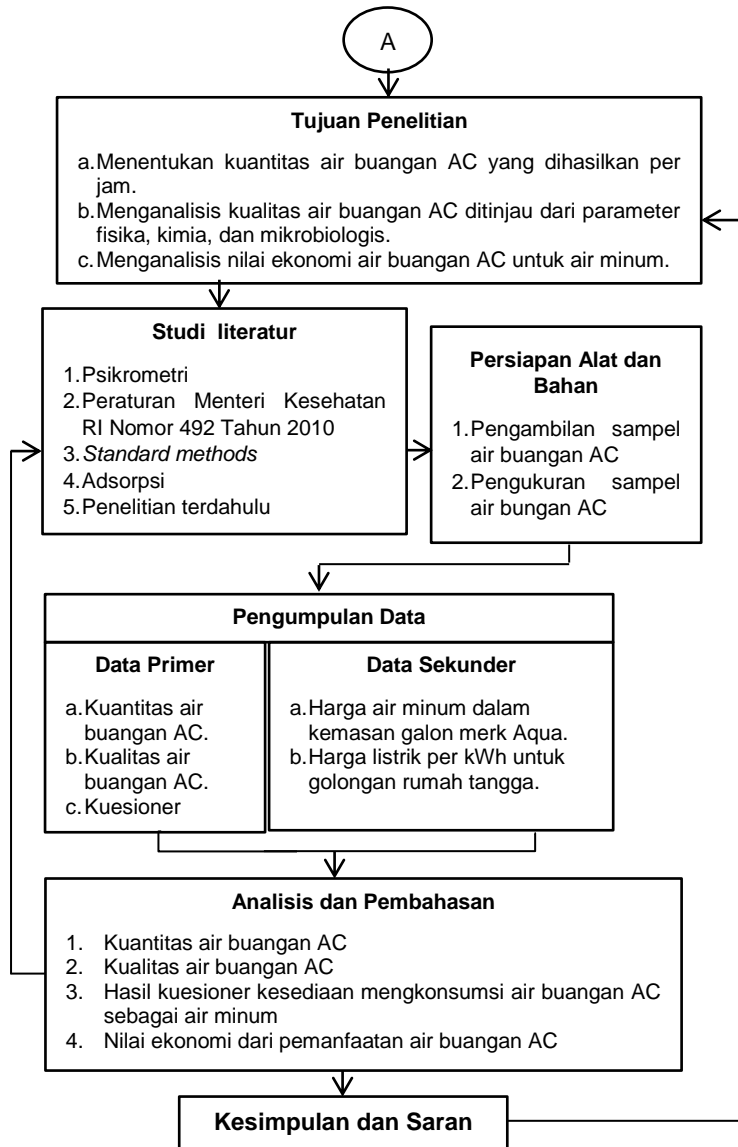 A
Tujuan Penelitian
a.Menentukan kuantitas air buangan AC yang dihasilkan per
jam.
b.Menganalisis kualitas air buangan AC ditinjau dari parameter
fisika, kimia, dan mikrobiologis.
c.Menganalisis nilai ekonomi air buangan AC untuk air minum.
Studi literatur
1.Psikrometri
2.Peraturan Menteri Kesehatan
RI Nomor 492 Tahun 2010
3.Standard methods
4.Adsorpsi
5.Penelitian terdahulu
Persiapan Alat dan
Bahan
1.Pengambilan sampel
air buangan AC
2.Pengukuran sampel
air bungan AC
Pengumpulan Data
Data Primer
a.Kuantitas air
buangan AC.
b.Kualitas air
buangan AC.
c.Kuesioner
Data Sekunder
a.Harga air minum dalam
kemasan galon merk Aqua.
b.Harga listrik per kWh untuk
golongan rumah tangga.
Analisis dan Pembahasan
1. Kuantitas air buangan AC
2. Kualitas air buangan AC
3. Hasil kuesioner kesediaan mengkonsumsi air buangan AC
sebagai air minum
4. Nilai ekonomi dari pemanfaatan air buangan AC
Kesimpulan dan Saran